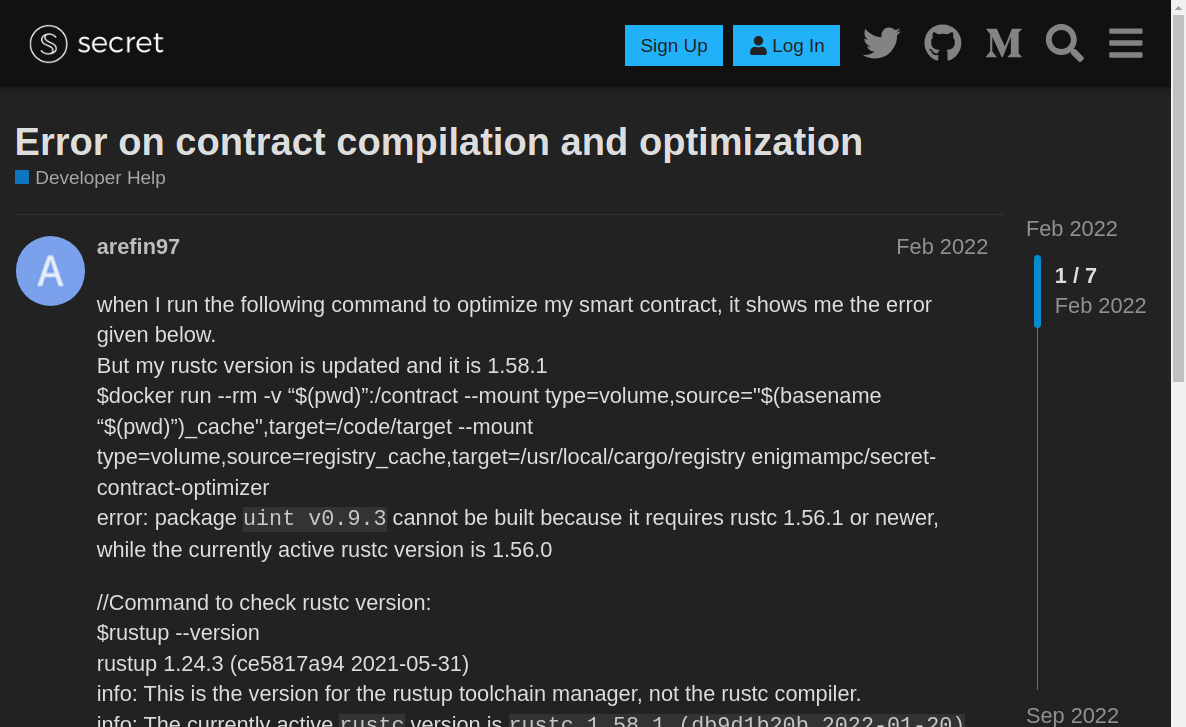 secret
Sign Up
Log In
Error on contract compilation and optimization
Developer Help
A
arefin97
Feb 2022
when I run the following command to optimize my smart contract, it shows me the error
given below.
But my rustc version is updated and it is 1.58.1
$docker run --rm -v “$(pwd)”:/contract --mount type=volume,source="$(basename
“$(pwd)”)_cache",target=/code/target --mount
type=volume,source=registry_cache,target=/usr/local/cargo/registry enigmampc/secret-
contract-optimizer
error: package uint v0.9.3 cannot be built because it requires rustc 1.56.1 or newer,
while the currently active rustc version is 1.56.0
//Command to check rustc version:
$rustup --version
rustup 1.24.3 (ce5817a94 2021-05-31)
info: This is the version for the rustup toolchain manager, not the rustc compiler.
info: The currently active rustc version is rustc 1.58.1 (db9d1b20b 2022-01-20)
Feb 2022
1 / 7
Feb 2022
Sep 2022